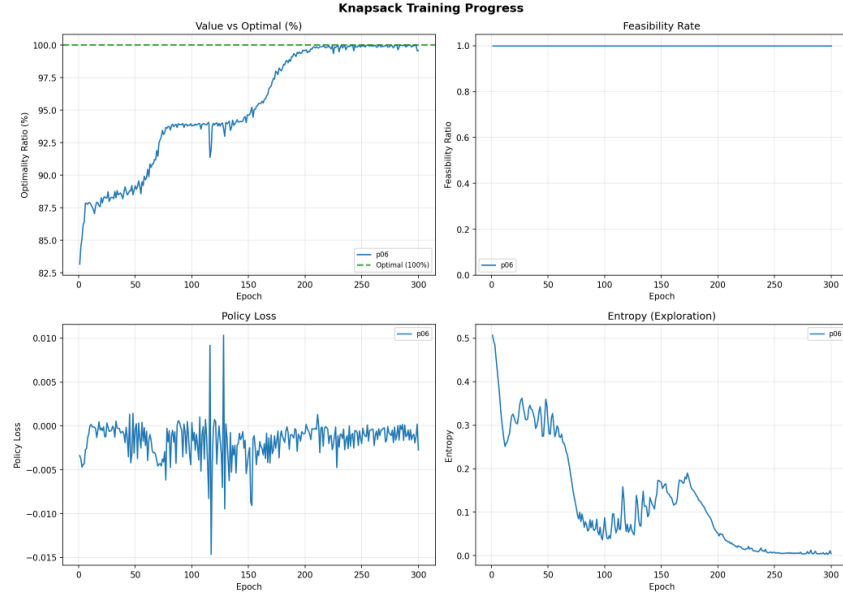 Knapsack Training Progress
Value vs Optimal (%)
Optimality Ratio (%)
100.0
97.5
95.0
92.5
90.0
87.5
85.0
82.5
0 50 100 150 200 250 300
Epoch
p06
Optimal (100%)
Feasibility Rate
Feasibility Ratio
1.0
0.8
0.6
0.4
0.2
0.0
0 50 100 150 200 250 300
Epoch
p06
Policy Loss
Policy Loss
0.010
0.005
0.000
−0.005
−0.010
−0.015
0 50 100 150 200 250 300
Epoch
p06
Entropy (Exploration)
Entropy
0.5
0.4
0.3
0.2
0.1
0.0
0 50 100 150 200 250 300
Epoch
p06